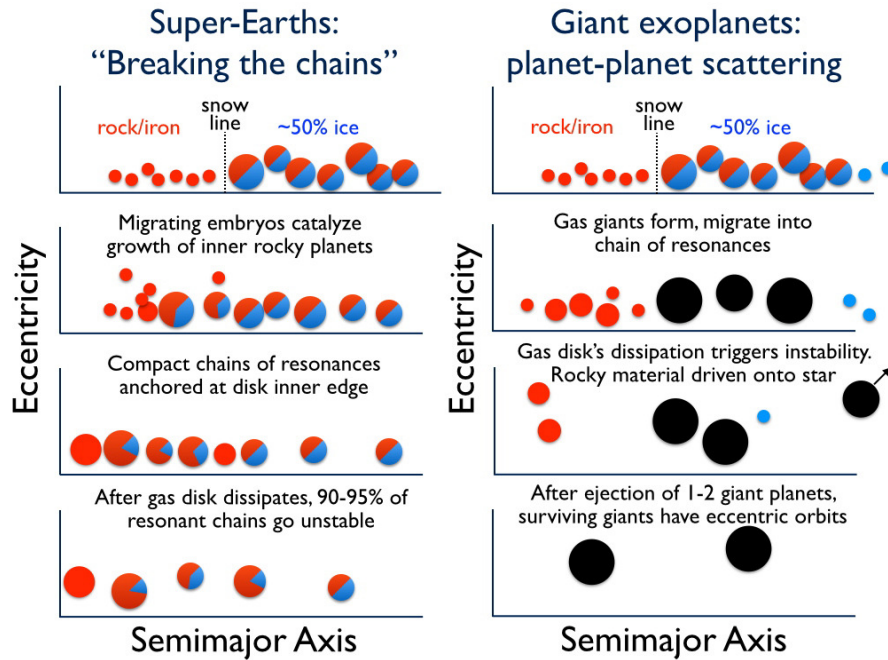 Super-Earths:
“Breaking the chains”
snow
line
rock/iron
~50% ice
Migrating embryos catalyze
growth of inner rocky planets
Compact chains of resonances
anchored at disk inner edge
After gas disk dissipates, 90-95% of
resonant chains go unstable
Eccentricity
Semimajor Axis
Giant exoplanets:
planet-planet scattering
snow
line
rock/iron
~50% ice
Gas giants form, migrate into
chain of resonances
Gas disk’s dissipation triggers instability.
Rocky material driven onto star
After ejection of 1-2 giant planets,
surviving giants have eccentric orbits
Eccentricity
Semimajor Axis